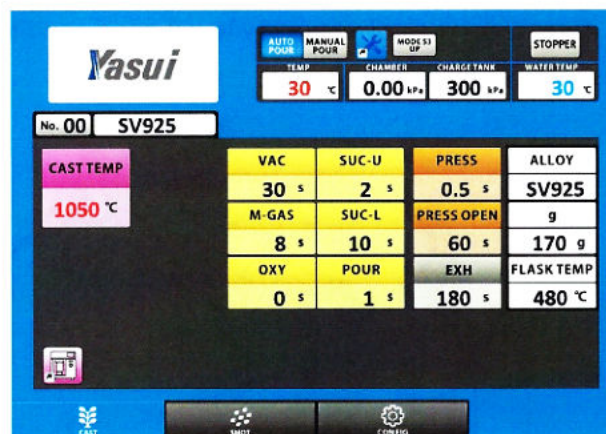 Yasui
AUTO POUR
MANUAL POUR
MODE S3 UP
STOPPER
TEMP
30 ℃
CHAMBER
0.00 kPa
CHARGE TANK
300 kPa
WATER TEMP
30 ℃
No. 00 SV925
CAST TEMP
1050 ℃
VAC
30 s
SUC-U
2 s
PRESS
0.5 s
ALLOY
SV925
M-GAS
8 s
SUC-L
10 s
PRESS OPEN
60 s
g
170 g
OXY
0 s
POUR
1 s
EXH
180 s
FLASK TEMP
480 ℃
CAST
SHOT
CONFIG